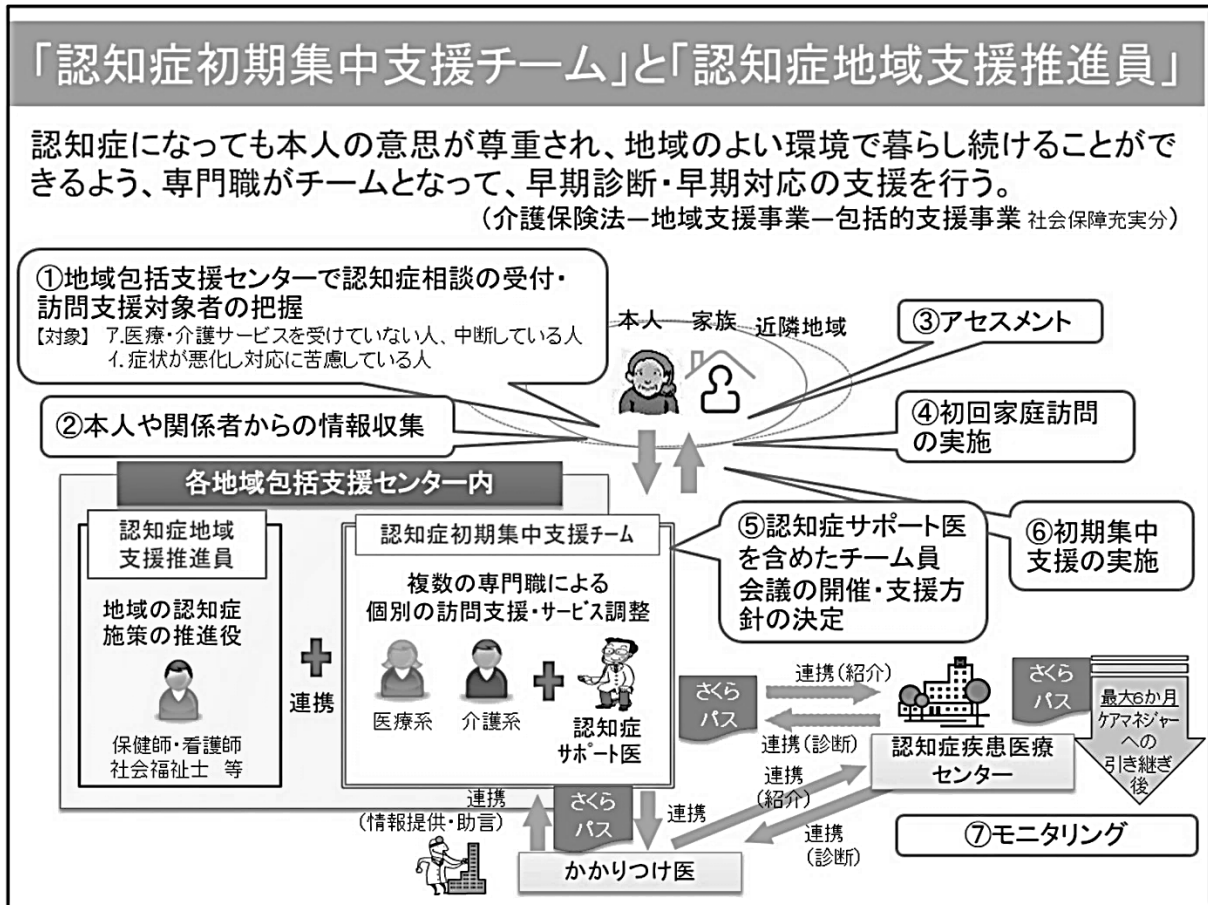 「認知症初期集中支援チーム」と「認知症地域支援推進員」
認知症になっても本人の意思が尊重され、地域のよい環境で暮らし続けることがで
きるよう、専門職がチームとなって、早期診断・早期対応の支援を行う。
（介護保険法－地域支援事業－包括的支援事業 社会保障充実分）
①地域包括支援センターで認知症相談の受付・
訪問支援対象者の把握
【対象】 ア.医療・介護サービスを受けていない人、中断している人
イ.症状が悪化し対応に苦慮している人
本人 家族 近隣地域
③アセスメント
②本人や関係者からの情報収集
④初回家庭訪問
の実施
各地域包括支援センター内
認知症地域
支援推進員
地域の認知症
施策の推進役
保健師・看護師
社会福祉士 等
連携
認知症初期集中支援チーム
複数の専門職による
個別の訪問支援・サービス調整
医療系
介護系
認知症
サポート医
⑤認知症サポート医
を含めたチーム員
会議の開催・支援方
針の決定
⑥初期集中
支援の実施
さくら
パス
連携(紹介)
連携(診断)
認知症疾患医療
センター
さくら
パス
最大6か月
ケアマネジャー
への
引き継ぎ
後
連携
(情報提供・助言)
さくら
パス
連携
連携
(紹介)
連携
(診断)
かかりつけ医
⑦モニタリング